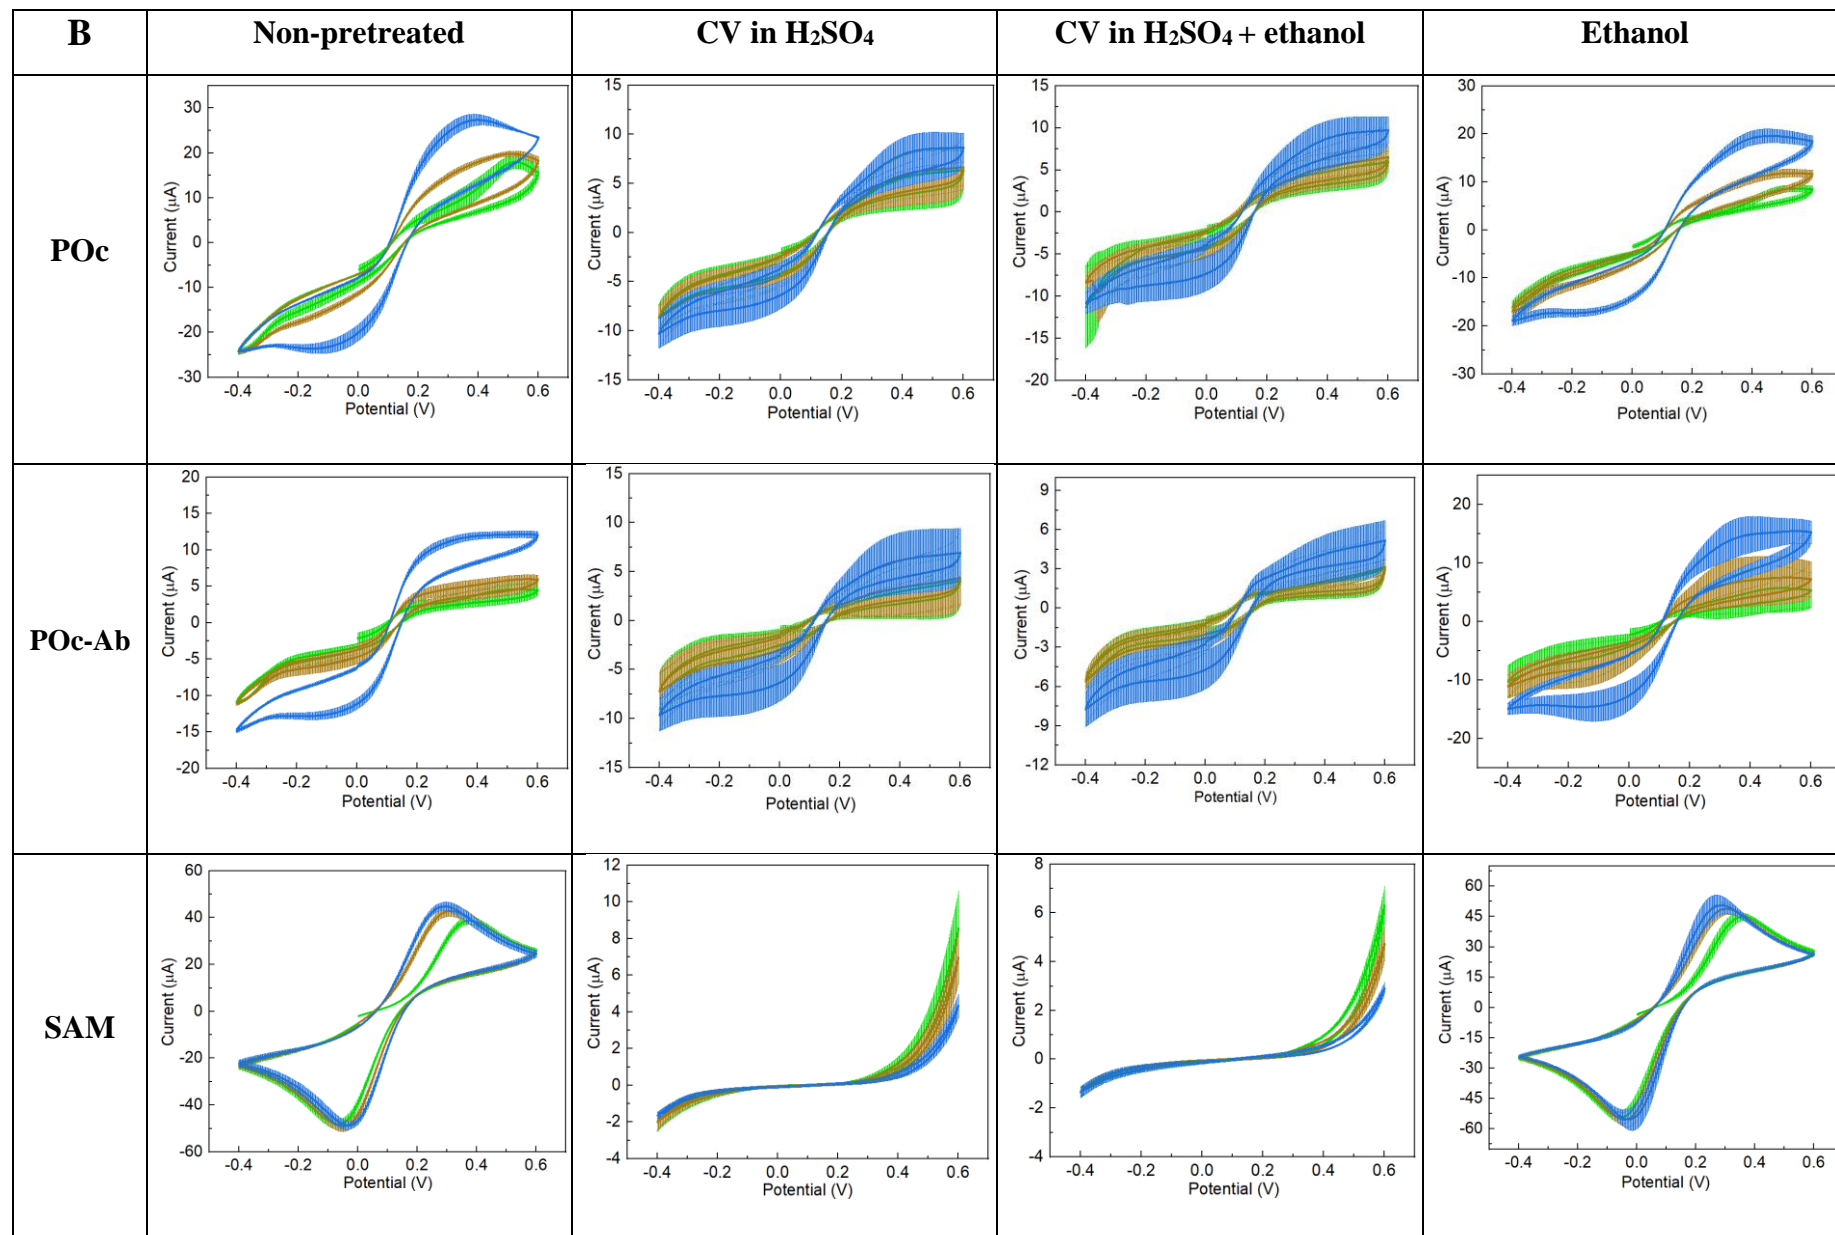 B Non-pretreated CV in H₂SO₄ CV in H₂SO₄ + ethanol Ethanol
POc
30
20
10
0
-10
-20
-30
-0.4 -0.2 0.0 0.2 0.4 0.6
Current (μA)
Potential (V)
15
10
5
0
-5
-10
-15
-0.4 -0.2 0.0 0.2 0.4 0.6
Current (μA)
Potential (V)
15
10
5
0
-5
-10
-15
-20
-0.4 -0.2 0.0 0.2 0.4 0.6
Current (μA)
Potential (V)
30
20
10
0
-10
-20
-30
-0.4 -0.2 0.0 0.2 0.4 0.6
Current (μA)
Potential (V)
POc-Ab
20
15
10
5
0
-5
-10
-15
-20
-0.4 -0.2 0.0 0.2 0.4 0.6
Current (μA)
Potential (V)
15
10
5
0
-5
-10
-15
-0.4 -0.2 0.0 0.2 0.4 0.6
Current (μA)
Potential (V)
9
6
3
0
-3
-6
-9
-12
-0.4 -0.2 0.0 0.2 0.4 0.6
Current (μA)
Potential (V)
20
10
0
-10
-20
-0.4 -0.2 0.0 0.2 0.4 0.6
Current (μA)
Potential (V)
SAM
60
40
20
0
-20
-40
-60
-0.4 -0.2 0.0 0.2 0.4 0.6
Current (μA)
Potential (V)
12
10
8
6
4
2
0
-2
-4
-0.4 -0.2 0.0 0.2 0.4 0.6
Current (μA)
Potential (V)
8
6
4
2
0
-2
-4
-0.4 -0.2 0.0 0.2 0.4 0.6
Current (μA)
Potential (V)
60
45
30
15
0
-15
-30
-45
-60
-0.4 -0.2 0.0 0.2 0.4 0.6
Current (μA)
Potential (V)